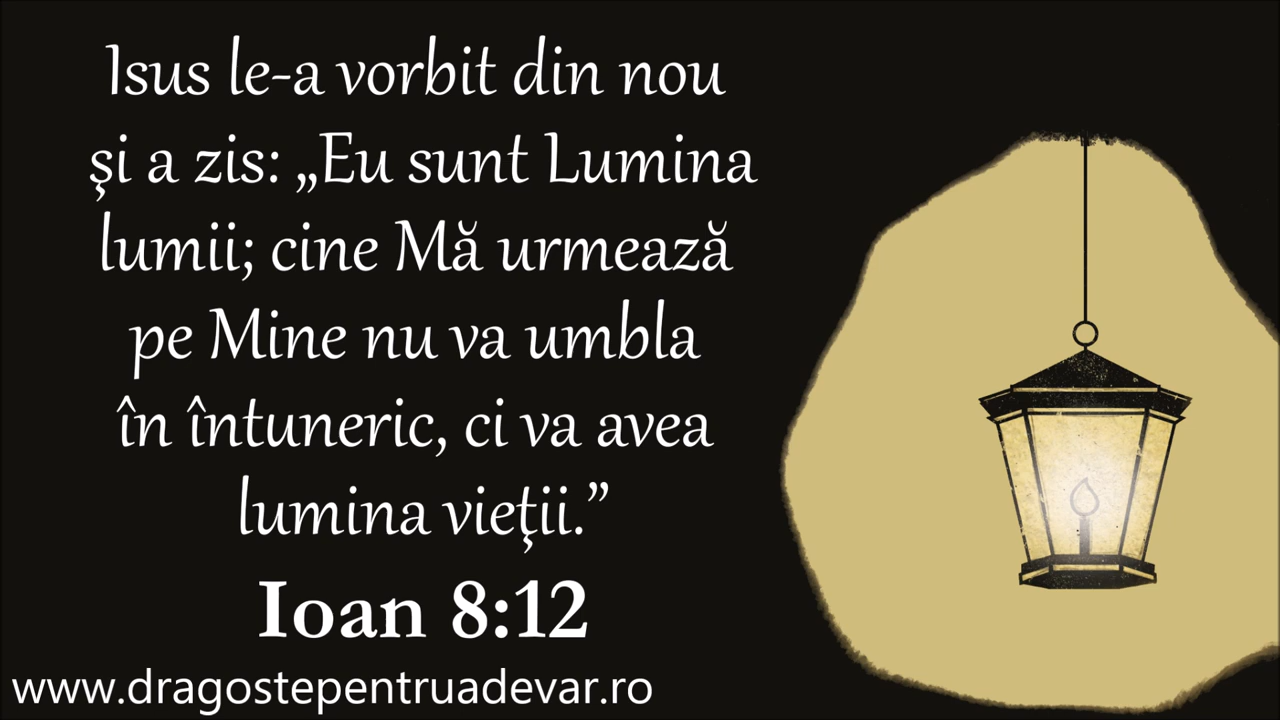 Isus le-a vorbit din nou
şi a zis: „Eu sunt Lumina
lumii; cine Mă urmează
pe Mine nu va umbla
în întuneric, ci va avea
lumina vieţii.”
Ioan 8:12
www.dragostepentruadevar.ro